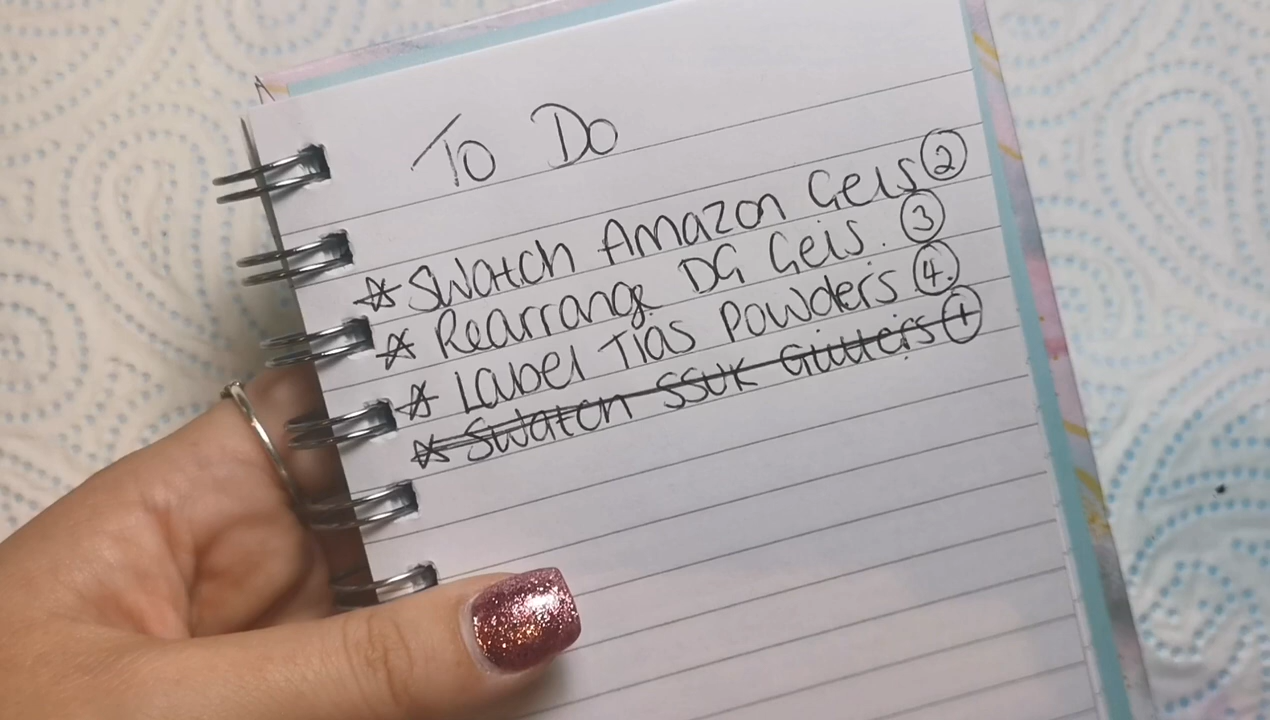 To Do
☆ Swatch Amazon Gels ②
☆ Rearrange DG Gels. ③
☆ Label Tias Powders ④.
☆ Swatch SSUK Glitters ①